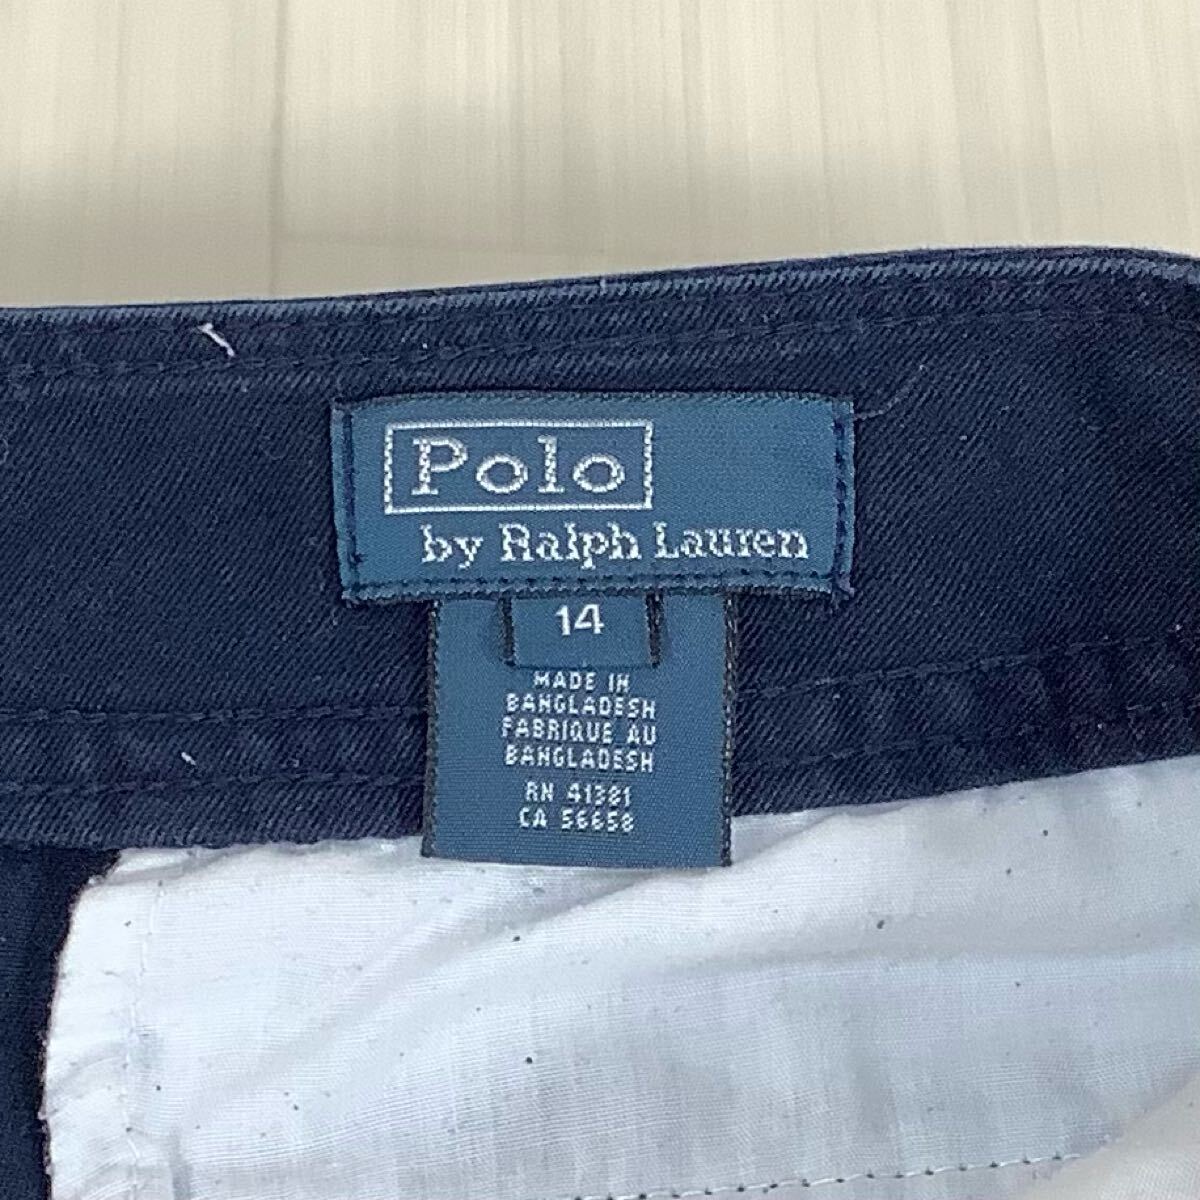 Polo
by Ralph Lauren
14
MADE IN
BANGLADESH
FABRIQUE AU
BANGLADESH
RN 41381
CA 56658